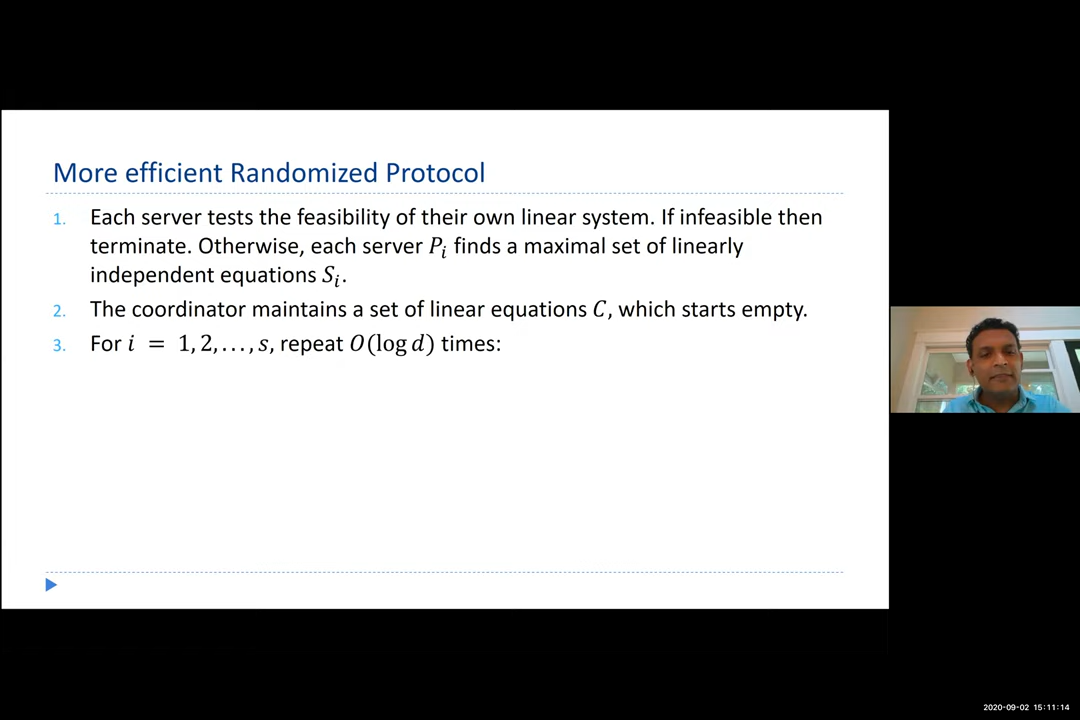 More efficient Randomized Protocol
1. Each server tests the feasibility of their own linear system. If infeasible then
terminate. Otherwise, each server 𝑃ᵢ finds a maximal set of linearly
independent equations 𝑆ᵢ.
2. The coordinator maintains a set of linear equations 𝐶, which starts empty.
3. For 𝑖 = 1, 2, . . . , 𝑠, repeat 𝑂(log 𝑑) times:
2020-09-02 15:11:14